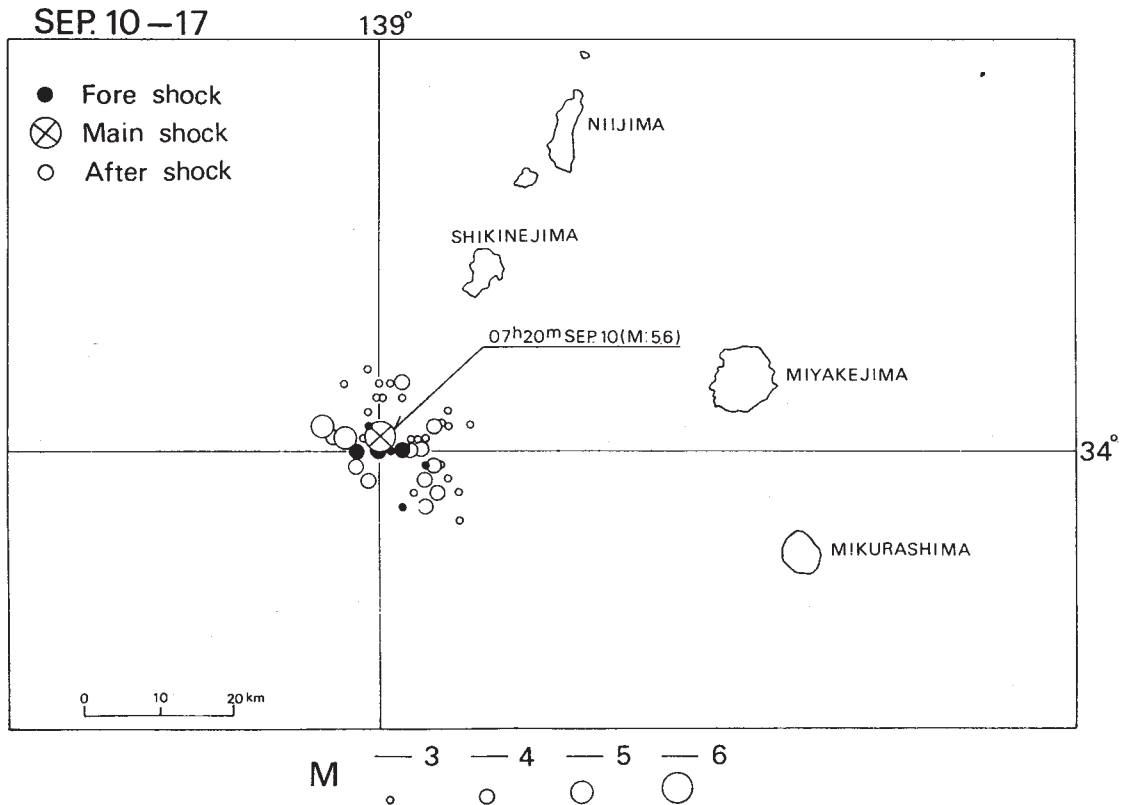 SEP. 10–17
139°
Fore shock
Main shock
After shock
NIIJIMA
SHIKINEJIMA
07h20m SEP. 10(M:5.6)
MIYAKEJIMA
34°
MIKURASHIMA
0 10 20 km
M — 3 — 4 — 5 — 6